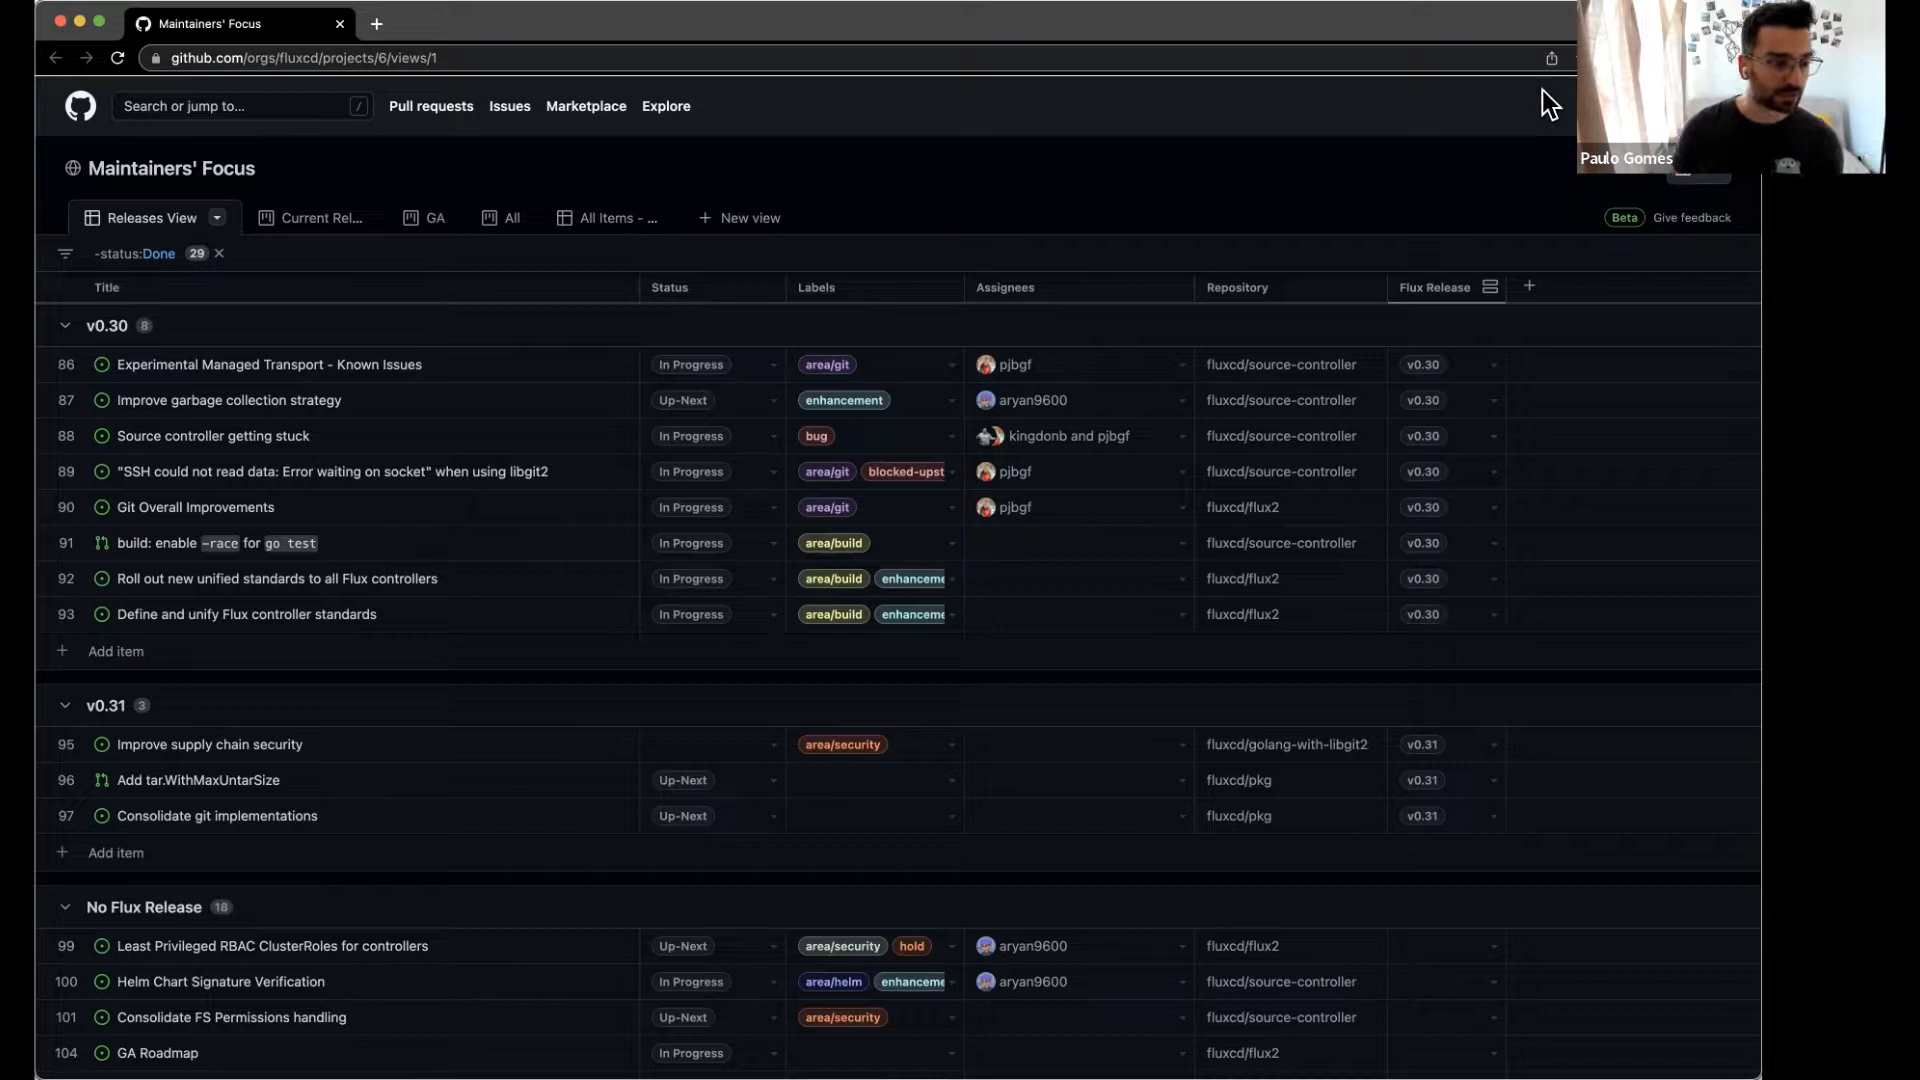 Maintainers' Focus
github.com/orgs/fluxcd/projects/6/views/1
Search or jump to... / Pull requests Issues Marketplace Explore
Paulo Gomes
Maintainers' Focus
Releases View Current Rel... GA All All Items - ... New view Beta Give feedback
-status:Done 29
Title Status Labels Assignees Repository Flux Release
v0.30 8
86 Experimental Managed Transport - Known Issues In Progress area/git pjbgf fluxcd/source-controller v0.30
87 Improve garbage collection strategy Up-Next enhancement aryan9600 fluxcd/source-controller v0.30
88 Source controller getting stuck In Progress bug kingdonb and pjbgf fluxcd/source-controller v0.30
89 "SSH could not read data: Error waiting on socket" when using libgit2 In Progress area/git blocked-upst pjbgf fluxcd/source-controller v0.30
90 Git Overall Improvements In Progress area/git pjbgf fluxcd/flux2 v0.30
91 build: enable -race for go test In Progress area/build fluxcd/source-controller v0.30
92 Roll out new unified standards to all Flux controllers In Progress area/build enhanceme fluxcd/flux2 v0.30
93 Define and unify Flux controller standards In Progress area/build enhanceme fluxcd/flux2 v0.30
Add item
v0.31 3
95 Improve supply chain security area/security fluxcd/golang-with-libgit2 v0.31
96 Add tar.WithMaxUntarSize Up-Next fluxcd/pkg v0.31
97 Consolidate git implementations Up-Next fluxcd/pkg v0.31
Add item
No Flux Release 18
99 Least Privileged RBAC ClusterRoles for controllers Up-Next area/security hold aryan9600 fluxcd/flux2
100 Helm Chart Signature Verification In Progress area/helm enhanceme aryan9600 fluxcd/source-controller
101 Consolidate FS Permissions handling Up-Next area/security fluxcd/source-controller
104 GA Roadmap In Progress fluxcd/flux2